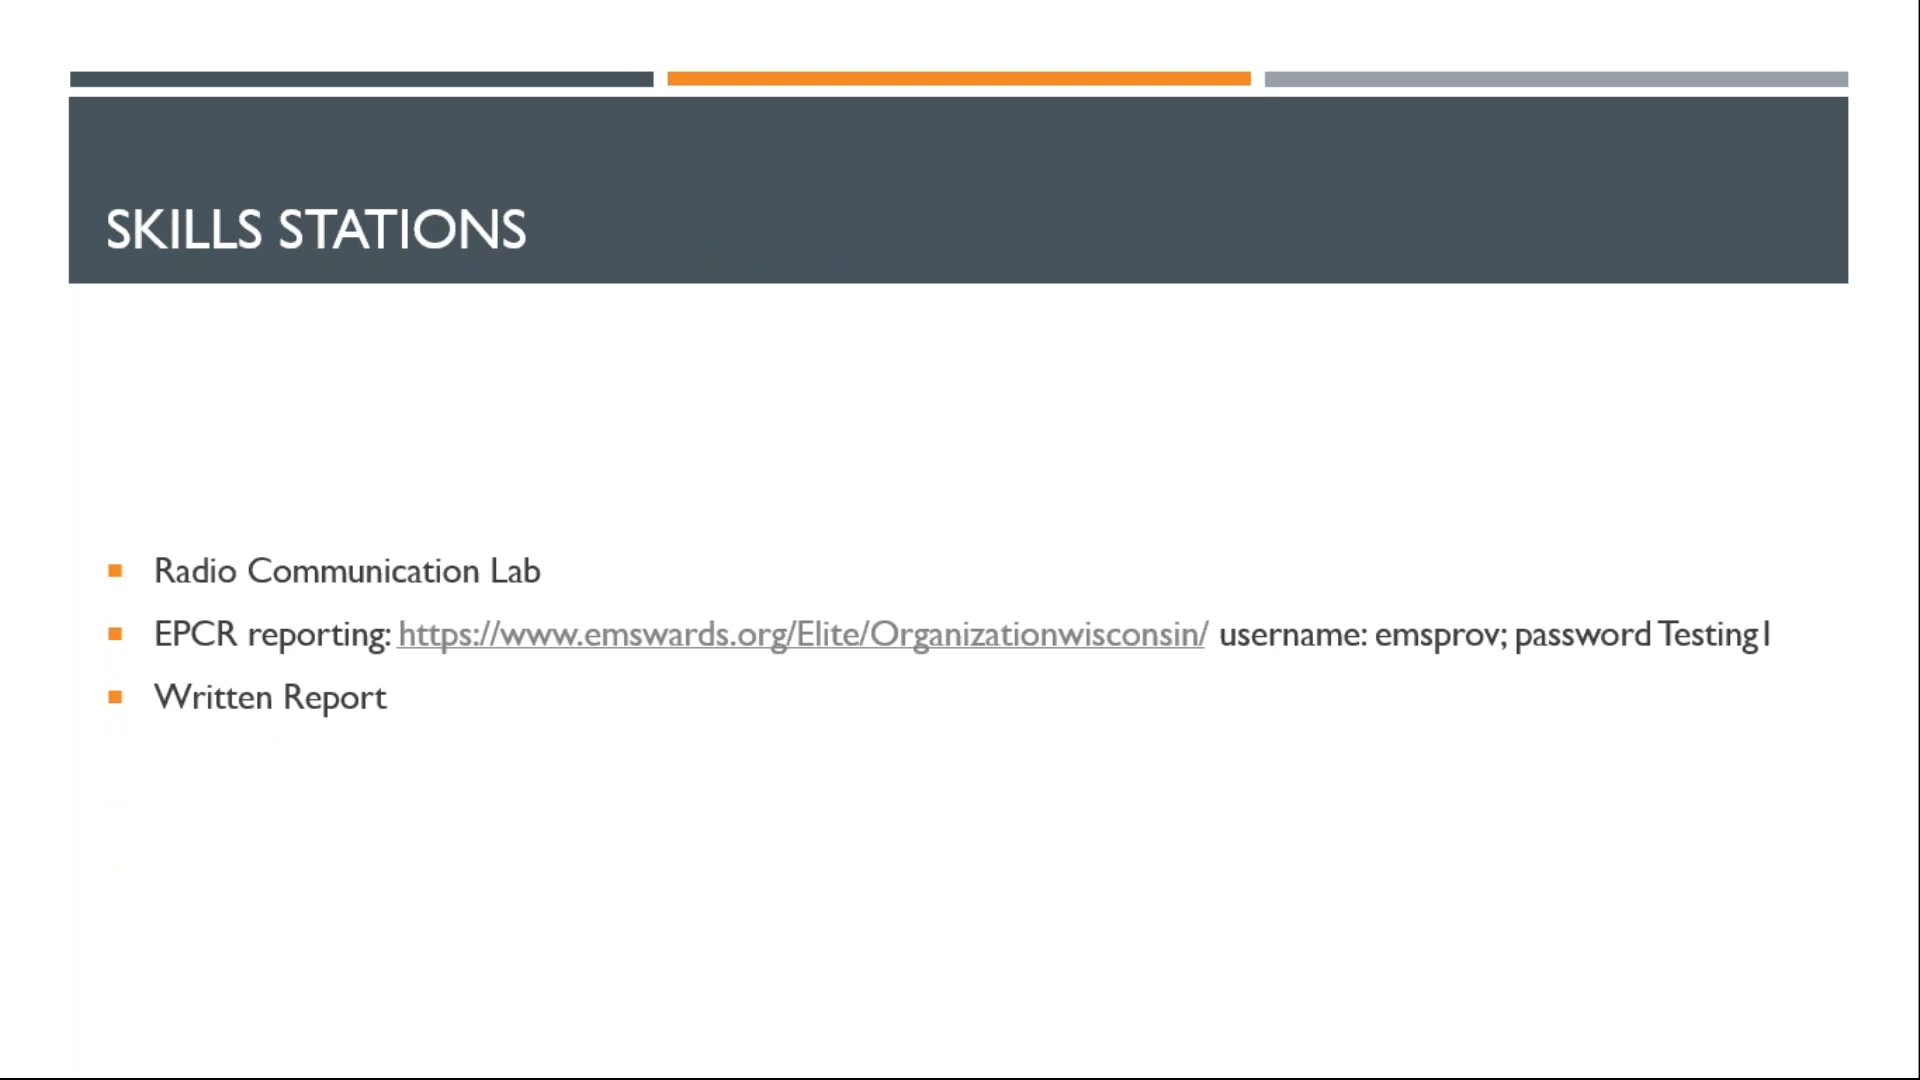 SKILLS STATIONS
Radio Communication Lab
EPCR reporting: https://www.emswards.org/Elite/Organizationwisconsin/ username: emsprov; password Testing1
Written Report